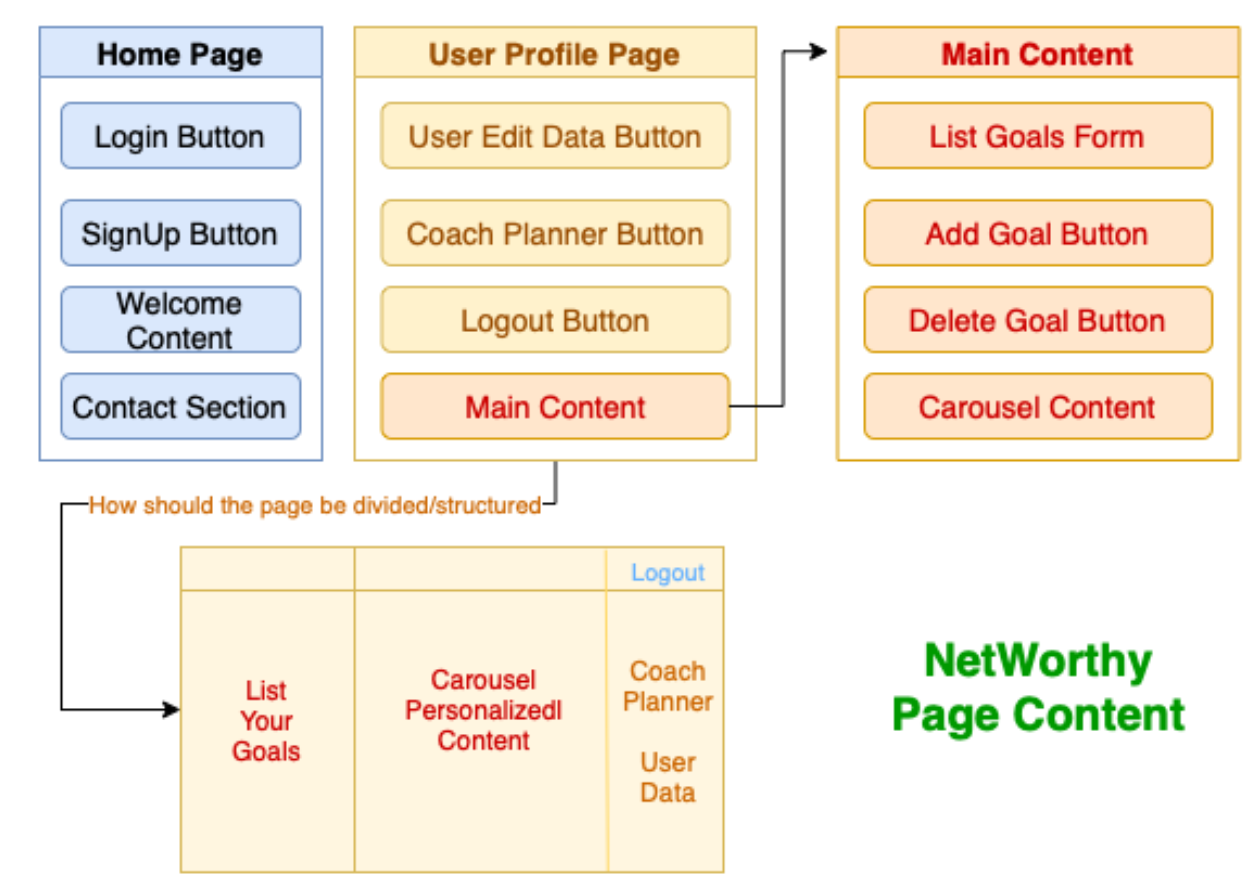 Home Page
Login Button
SignUp Button
Welcome
Content
Contact Section
User Profile Page
User Edit Data Button
Coach Planner Button
Logout Button
Main Content
Main Content
List Goals Form
Add Goal Button
Delete Goal Button
Carousel Content
How should the page be divided/structured
Logout
List
Your
Goals
Carousel
Personalizedl
Content
Coach
Planner
User
Data
NetWorthy
Page Content